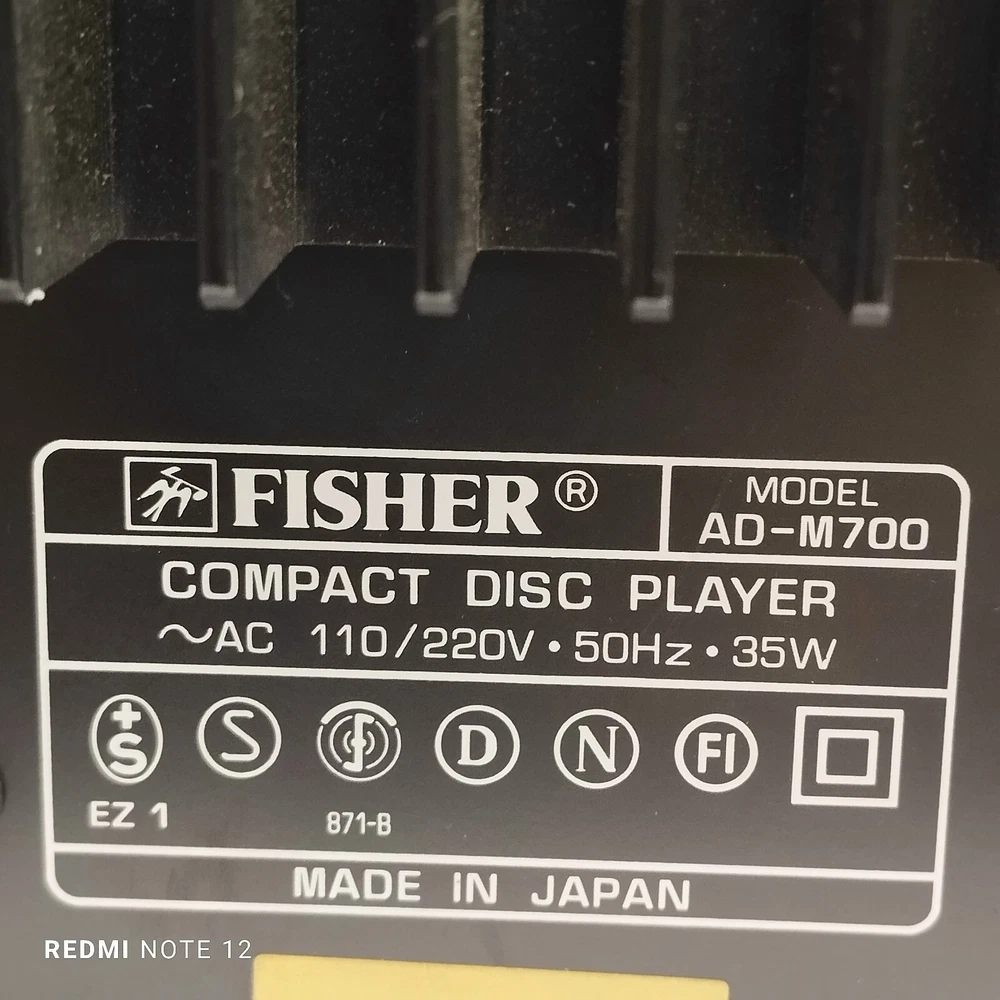 FISHER®
MODEL
AD-M700
COMPACT DISC PLAYER
~AC 110/220V•50Hz•35W
+S S D N FI
EZ 1 871-B
MADE IN JAPAN
REDMI NOTE 12